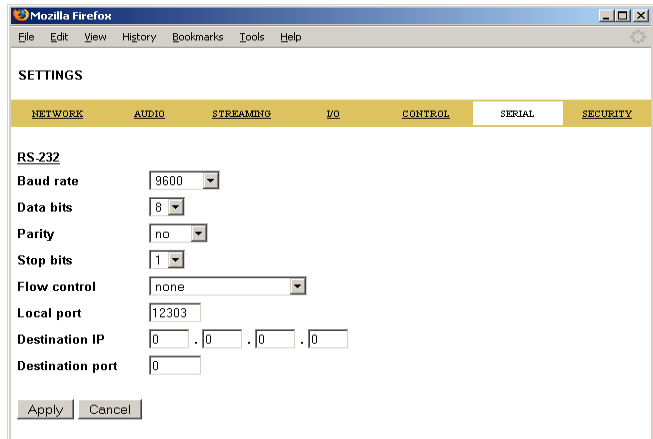 Mozilla Firefox
File Edit View History Bookmarks Tools Help
SETTINGS
NETWORK AUDIO STREAMING I/O CONTROL SERIAL SECURITY
RS-232
Baud rate 9600
Data bits 8
Parity no
Stop bits 1
Flow control none
Local port 12303
Destination IP 0 . 0 . 0 . 0
Destination port 0
Apply Cancel